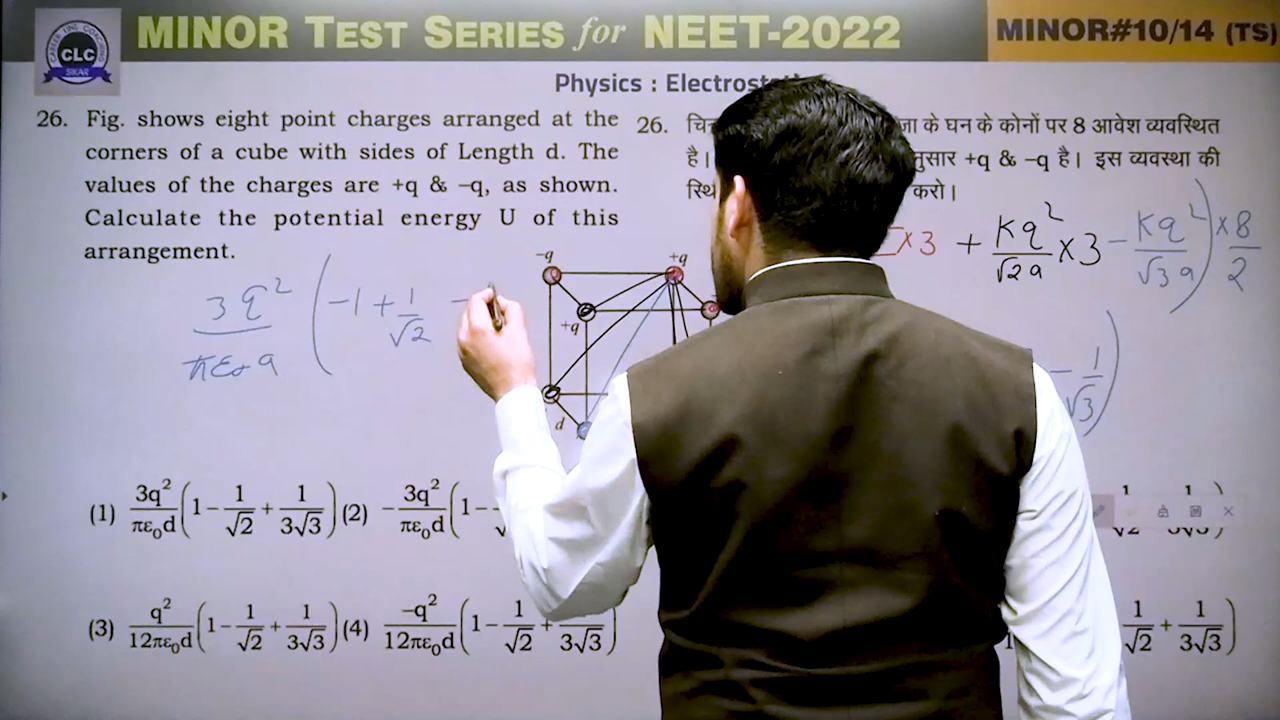 MINOR TEST SERIES for NEET-2022
MINOR#10/14 (TS)
CLC
SIKAR
Physics :
26. Fig. shows eight point charges arranged at the
corners of a cube with sides of Length d. The
values of the charges are +q & –q, as shown.
Calculate the potential energy U of this
arrangement.
26.
के घन के कोनों पर 8 आवेश व्यवस्थित
है।
+q & –q है। इस व्यवस्था की
करो।
×3 + Kq²/√2a ×3 - Kq²/√3a) × 8/2
3q²/πε₀a (-1 + 1/√2 -
- 1/√3)
–q
+q
+q
d
(1) 3q²/πε₀d (1 – 1/√2 + 1/3√3) (2) –3q²/πε₀d (1 –
(3) q²/12πε₀d (1 – 1/√2 + 1/3√3) (4) –q²/12πε₀d (1 – 1/√2 + 1/3√3)
1/√2 + 1/3√3)